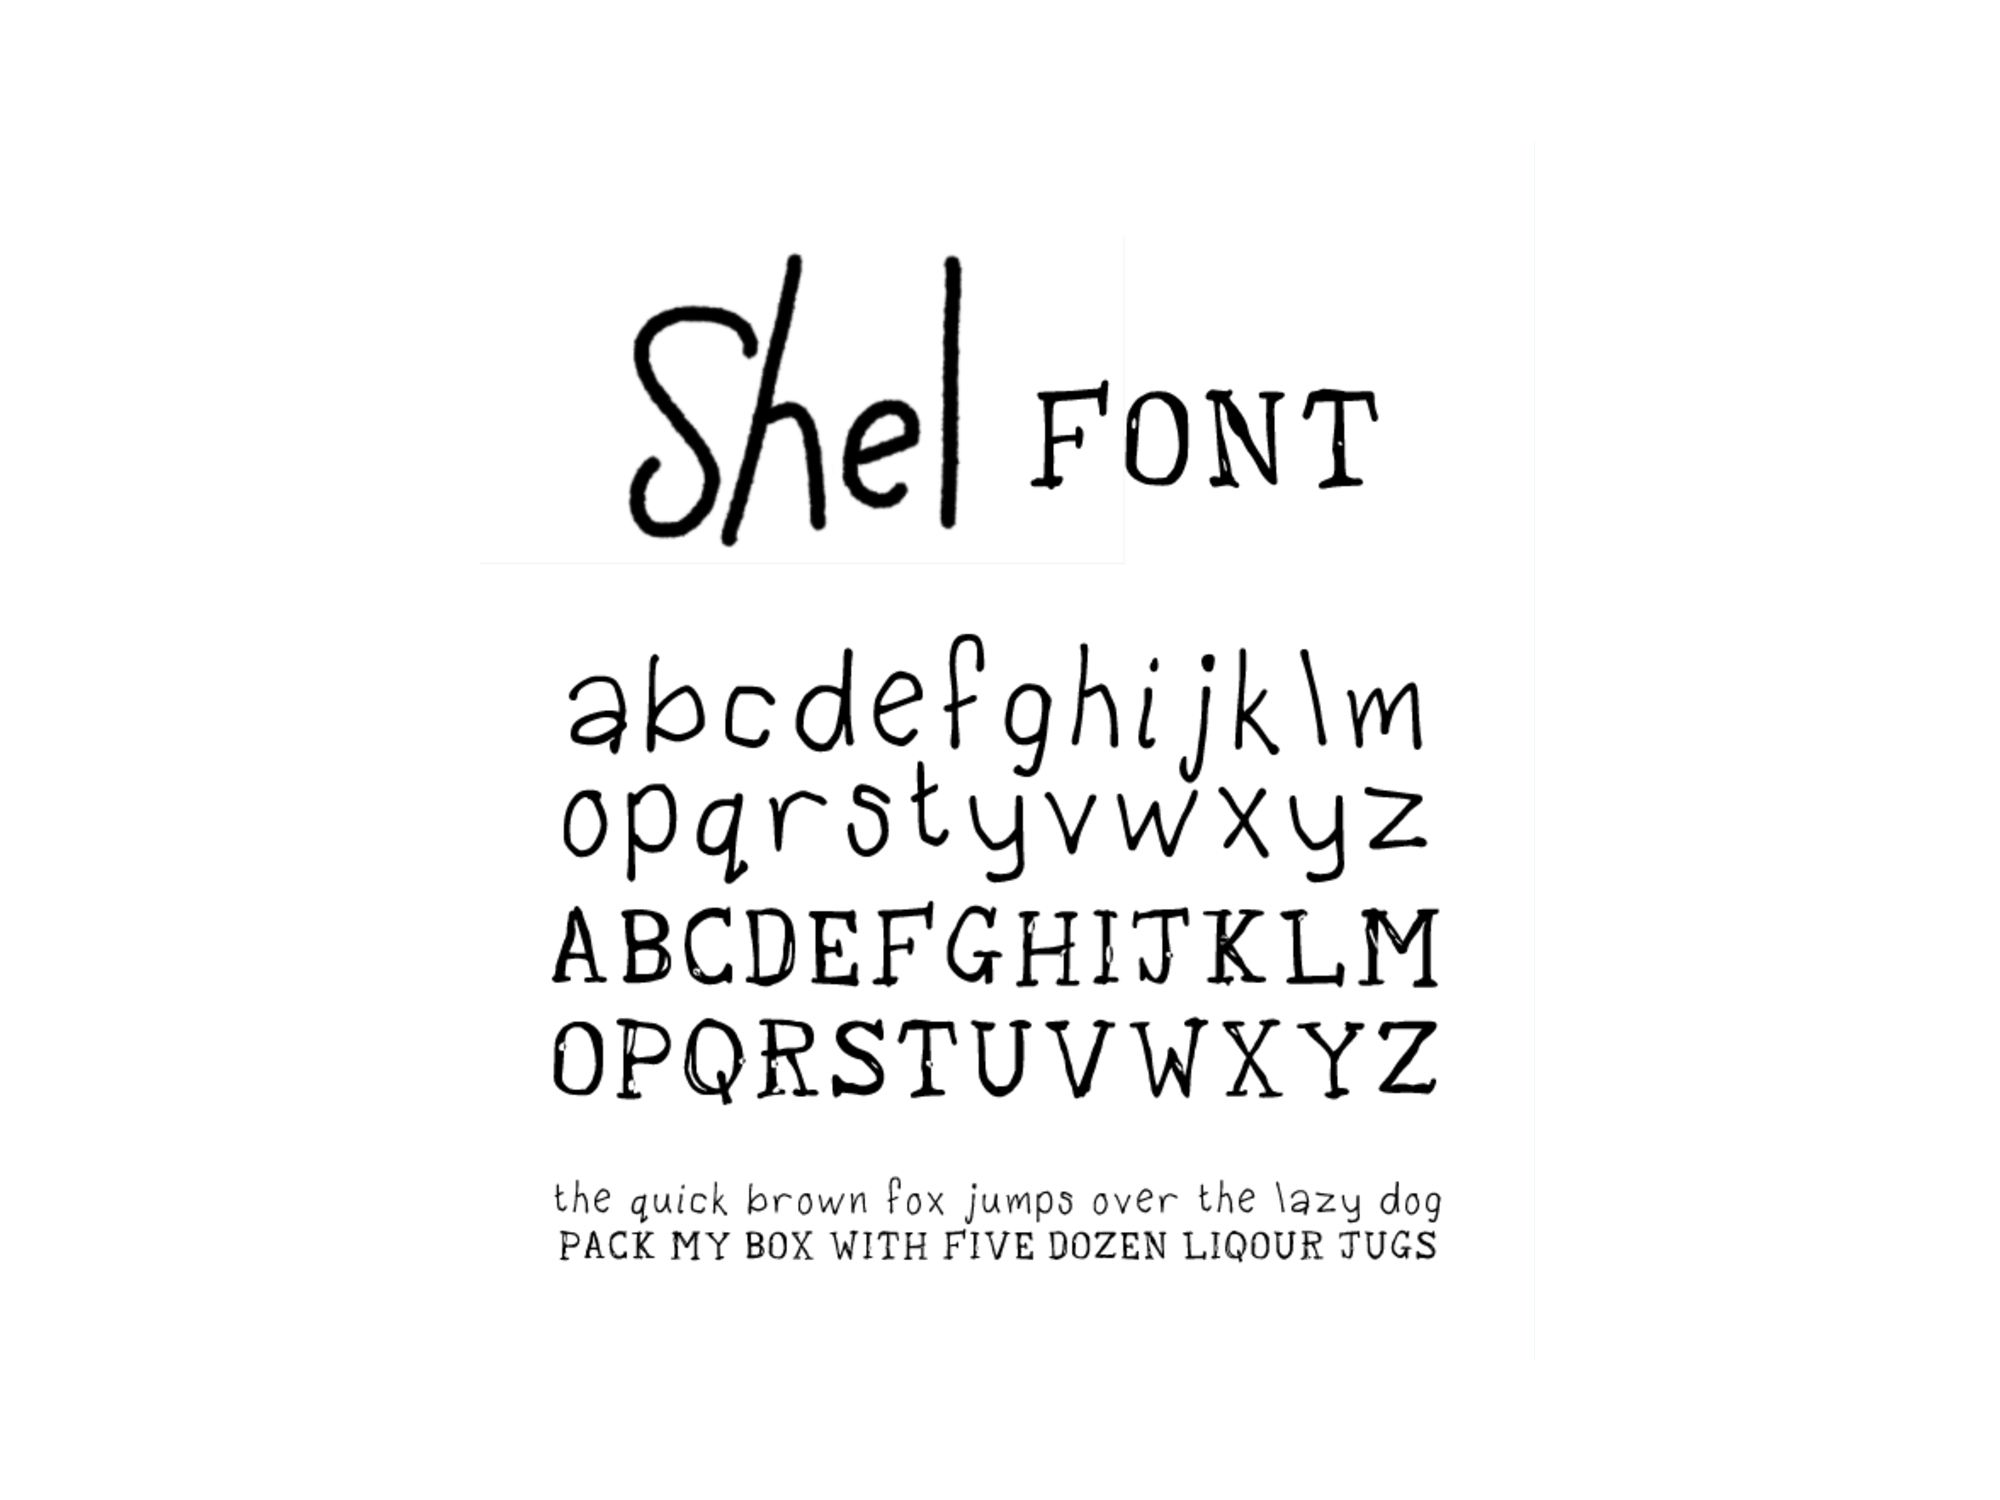 Shel FONT
abcdefghijklm
opqrstyvwxyz
ABCDEFGHIJKLM
OPQRSTUVWXYZ
the quick brown fox jumps over the lazy dog
PACK MY BOX WITH FIVE DOZEN LIQOUR JUGS